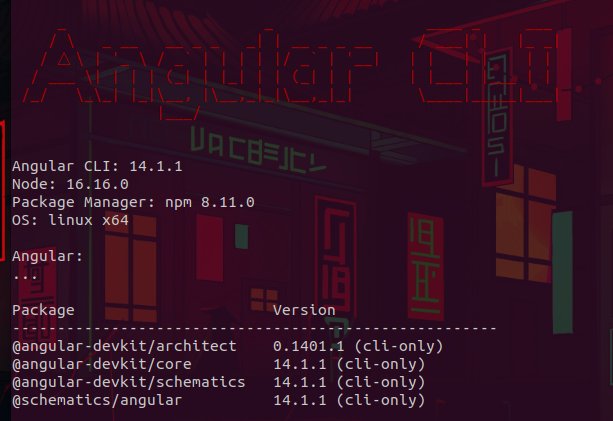 Angular CLI
Angular CLI: 14.1.1
Node: 16.16.0
Package Manager: npm 8.11.0
OS: linux x64
Angular:
...
Package Version
------------------------------------------------------
@angular-devkit/architect 0.1401.1 (cli-only)
@angular-devkit/core 14.1.1 (cli-only)
@angular-devkit/schematics 14.1.1 (cli-only)
@schematics/angular 14.1.1 (cli-only)